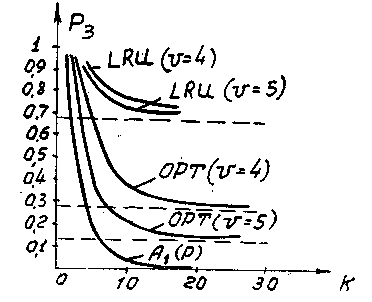 P3
1
0,9
0,8
0,7
0,6
0,5
0,4
0,3
0,2
0,1
LRU (v=4)
LRU (v=5)
OPT (v=4)
OPT (v=5)
A1(P)
0 10 20 30 K